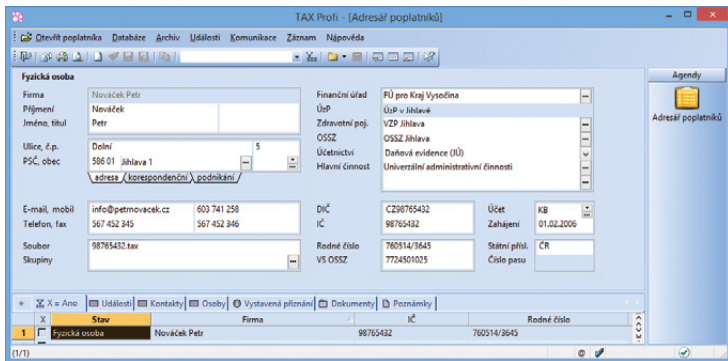 TAX Profi - [Adresář poplatníků]
Otevřít poplatníka Databáze Archiv Události Komunikace Záznam Nápověda
Fyzická osoba
Firma Nováček Petr
Příjmení Nováček
Jméno, titul Petr
Ulice, č.p. Dolní 5
PSČ, obec 586 01 Jihlava 1
adresa korespondenční podnikání
E-mail, mobil info@petrnovacek.cz 603 741 258
Telefon, fax 567 452 345 567 452 346
Soubor 98765432.tax
Skupiny
Finanční úřad FÚ pro Kraj Vysočina
ÚzP ÚzP v Jihlavě
Zdravotní poj. VZP Jihlava
OSSZ OSSZ Jihlava
Účetnictví Daňová evidence (JÚ)
Hlavní činnost Univerzální administrativní činnosti
DIČ CZ98765432 Účet KB
IČ 98765432 Zahájení 01.02.2006
Rodné číslo 760514/3645 Státní přísl. ČR
VS OSSZ 7724501025 Číslo pasu
Agendy
Adresář poplatníků
+ X = Ano Události Kontakty Osoby Vystavená přiznání Dokumenty Poznámky
X Stav Firma IČ Rodné číslo
1 Fyzická osoba Nováček Petr 98765432 760514/3645
(1/1) @